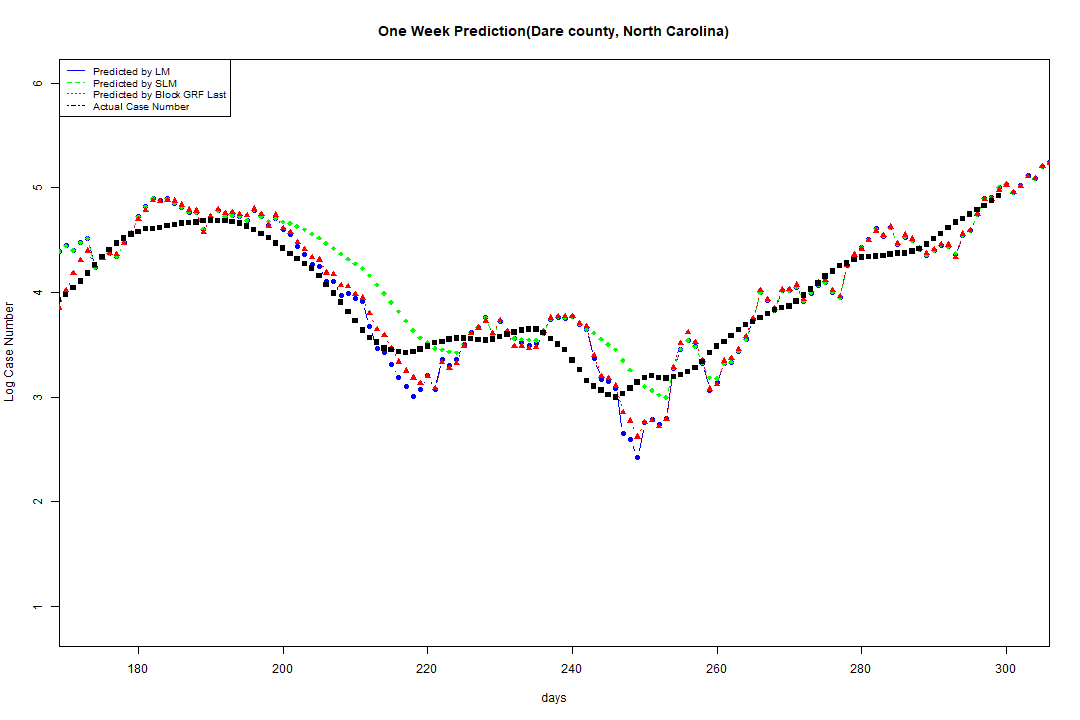 One Week Prediction(Dare county, North Carolina)
Predicted by LM
Predicted by SLM
Predicted by Block GRF Last
Actual Case Number
6
5
4
3
2
1
Log Case Number
180 200 220 240 260 280 300
days